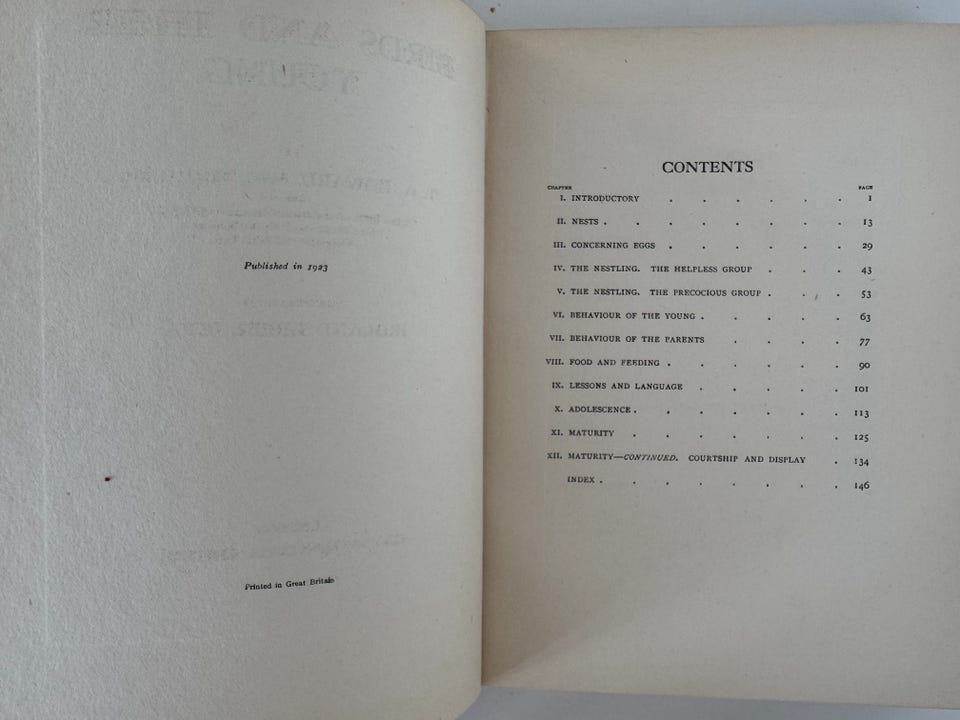 Published in 1923
Printed in Great Britain
CONTENTS
CHAPTER PAGE
I. INTRODUCTORY . . . . . . 1
II. NESTS . . . . . . . . 13
III. CONCERNING EGGS . . . . . . 29
IV. THE NESTLING. THE HELPLESS GROUP . . . 43
V. THE NESTLING. THE PRECOCIOUS GROUP . . . 53
VI. BEHAVIOUR OF THE YOUNG . . . . . 63
VII. BEHAVIOUR OF THE PARENTS . . . . 77
VIII. FOOD AND FEEDING . . . . . . 90
IX. LESSONS AND LANGUAGE . . . . . 101
X. ADOLESCENCE . . . . . . . 113
XI. MATURITY . . . . . . . 125
XII. MATURITY—CONTINUED. COURTSHIP AND DISPLAY . 134
INDEX . . . . . . . . 146